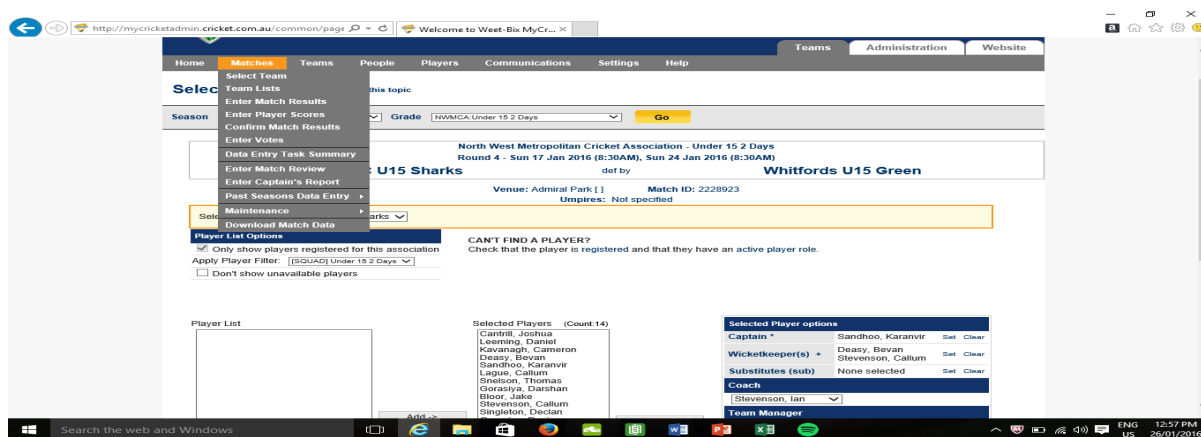 http://mycricketadmin.cricket.com.au/common/page
Welcome to Weet-Bix MyCr...
Teams Administration Website
Home Matches Teams People Players Communications Settings Help
Select Team
Selec this topic
Team Lists
Enter Match Results
Season Enter Player Scores Grade NWMCA:Under 15 2 Days Go
Confirm Match Results
Enter Votes
North West Metropolitan Cricket Association - Under 15 2 Days
Data Entry Task Summary
Round 4 - Sun 17 Jan 2016 (8:30AM), Sun 24 Jan 2016 (8:30AM)
Enter Match Review
U15 Sharks def by Whitfords U15 Green
Enter Captain's Report
Venue: Admiral Park [ ] Match ID: 2228923
Past Seasons Data Entry
Umpires: Not specified
Maintenance
Sele arks
Download Match Data
Player List Options
CAN'T FIND A PLAYER?
Only show players registered for this association
Check that the player is registered and that they have an active player role.
Apply Player Filter: [SQUAD] Under 15 2 Days
Don't show unavailable players
Player List
Selected Players (Count:14)
Cantrill, Joshua
Leeming, Daniel
Kavanagh, Cameron
Deasy, Bevan
Sandhoo, Karanvir
Lague, Callum
Snelson, Thomas
Gorasiya, Darshan
Bloor, Jake
Stevenson, Callum
Singleton, Declan
Add ->
Selected Player options
Captain * Sandhoo, Karanvir Set Clear
Wicketkeeper(s) + Deasy, Bevan Set Clear
Stevenson, Callum
Substitutes (sub) None selected Set Clear
Coach
Stevenson, Ian
Team Manager
Search the web and Windows
ENG 12:57 PM
US 26/01/2016